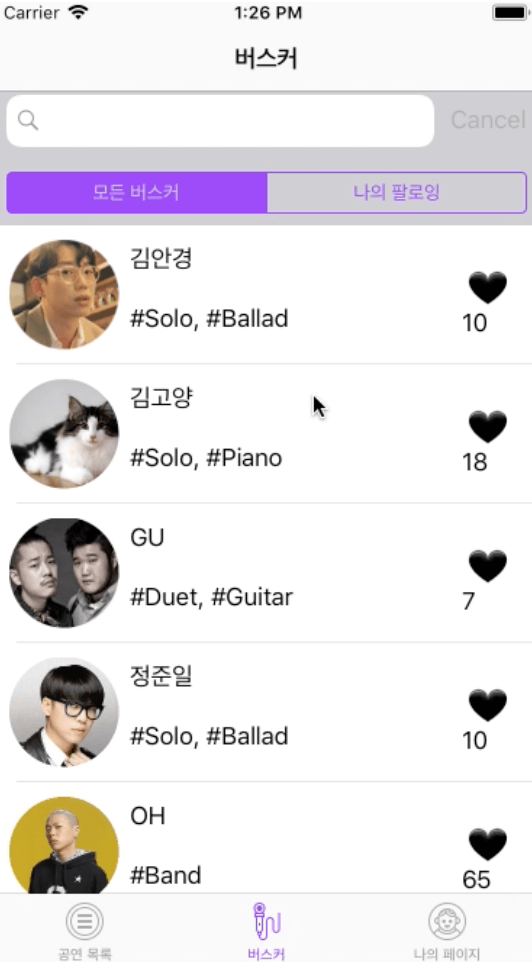 Carrier 1:26 PM
버스커
Cancel
모든 버스커 나의 팔로잉
김안경
#Solo, #Ballad
10
김고양
#Solo, #Piano
18
GU
#Duet, #Guitar
7
정준일
#Solo, #Ballad
10
OH
#Band
65
공연 목록 버스커 나의 페이지